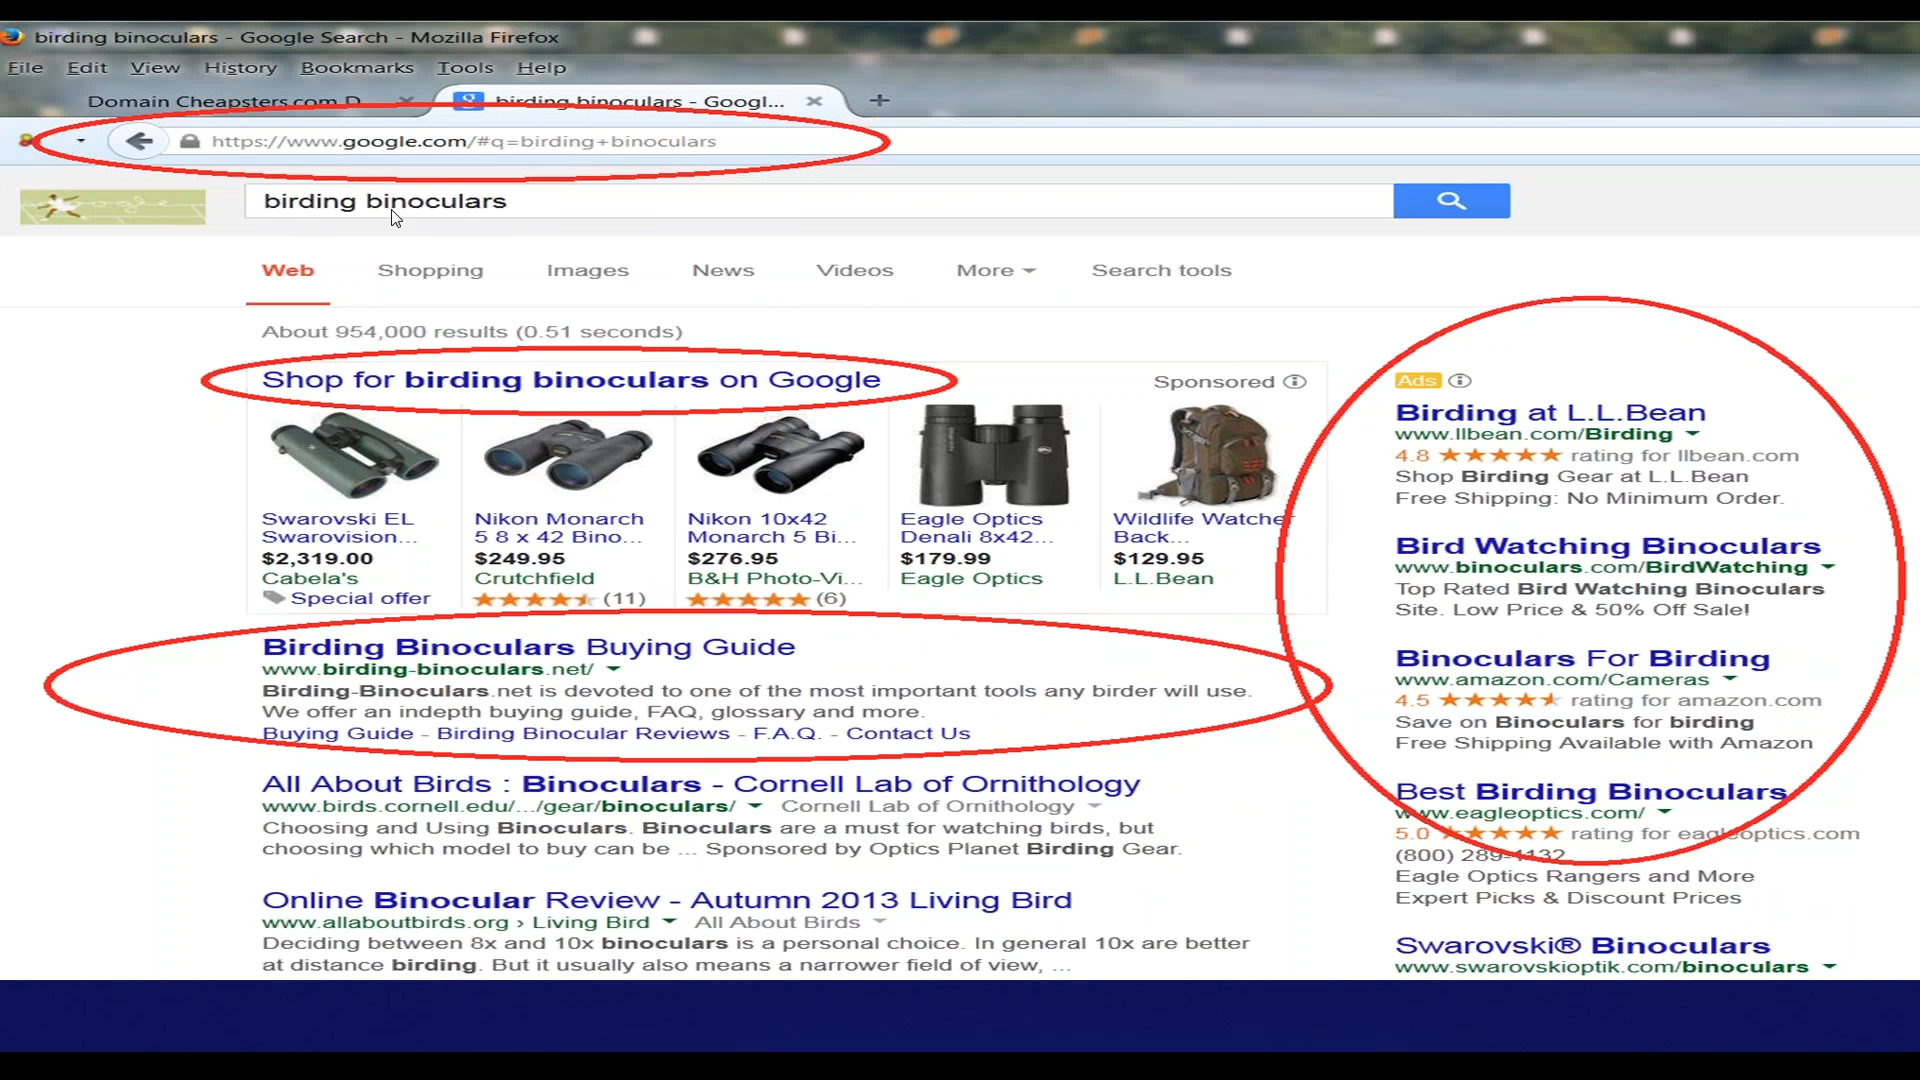 birding binoculars - Google Search - Mozilla Firefox
File Edit View History Bookmarks Tools Help
Domain Cheapsters.com D
birding binoculars - Googl...
https://www.google.com/#q=birding+binoculars
Google
birding binoculars
Web Shopping Images News Videos More Search tools
About 954,000 results (0.51 seconds)
Shop for birding binoculars on Google
Sponsored
Swarovski EL
Swarovision...
$2,319.00
Cabela's
Special offer
Nikon Monarch
5 8 x 42 Bino...
$249.95
Crutchfield
(11)
Nikon 10x42
Monarch 5 Bi...
$276.95
B&H Photo-Vi...
(6)
Eagle Optics
Denali 8x42...
$179.99
Eagle Optics
Wildlife Watcher
Back...
$129.95
L.L.Bean
Birding Binoculars Buying Guide
www.birding-binoculars.net/
Birding-Binoculars.net is devoted to one of the most important tools any birder will use.
We offer an indepth buying guide, FAQ, glossary and more.
Buying Guide - Birding Binocular Reviews - F.A.Q. - Contact Us
All About Birds : Binoculars - Cornell Lab of Ornithology
www.birds.cornell.edu/.../gear/binoculars/ Cornell Lab of Ornithology
Choosing and Using Binoculars. Binoculars are a must for watching birds, but
choosing which model to buy can be ... Sponsored by Optics Planet Birding Gear.
Online Binocular Review - Autumn 2013 Living Bird
www.allaboutbirds.org › Living Bird All About Birds
Deciding between 8x and 10x binoculars is a personal choice. In general 10x are better
at distance birding. But it usually also means a narrower field of view, ...
Ads
Birding at L.L.Bean
www.llbean.com/Birding
4.8 ★★★★★ rating for llbean.com
Shop Birding Gear at L.L.Bean
Free Shipping: No Minimum Order.
Bird Watching Binoculars
www.binoculars.com/BirdWatching
Top Rated Bird Watching Binoculars
Site. Low Price & 50% Off Sale!
Binoculars For Birding
www.amazon.com/Cameras
4.5 ★★★★★ rating for amazon.com
Save on Binoculars for birding
Free Shipping Available with Amazon
Best Birding Binoculars
www.eagleoptics.com/
5.0 ★★★★★ rating for eagleoptics.com
(800) 289-1132
Eagle Optics Rangers and More
Expert Picks & Discount Prices
Swarovski® Binoculars
www.swarovskioptik.com/binoculars